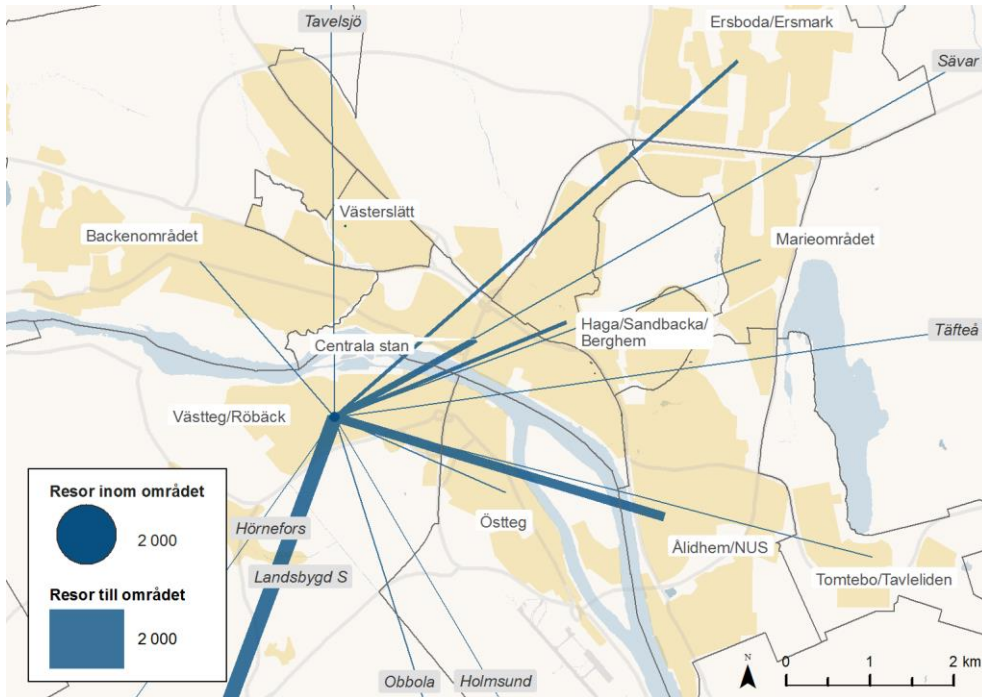 Tavelsjö
Ersboda/Ersmark
Sävar
Västerslätt
Backenområdet
Marieområdet
Haga/Sandbacka/
Berghem
Centrala stan
Täfteå
Västteg/Röbäck
Resor inom området
2 000
Hörnefors
Östteg
Ålidhem/NUS
Landsbygd S
Tomtebo/Tavleliden
Resor till området
2 000
Obbola
Holmsund
N
0 1 2 km